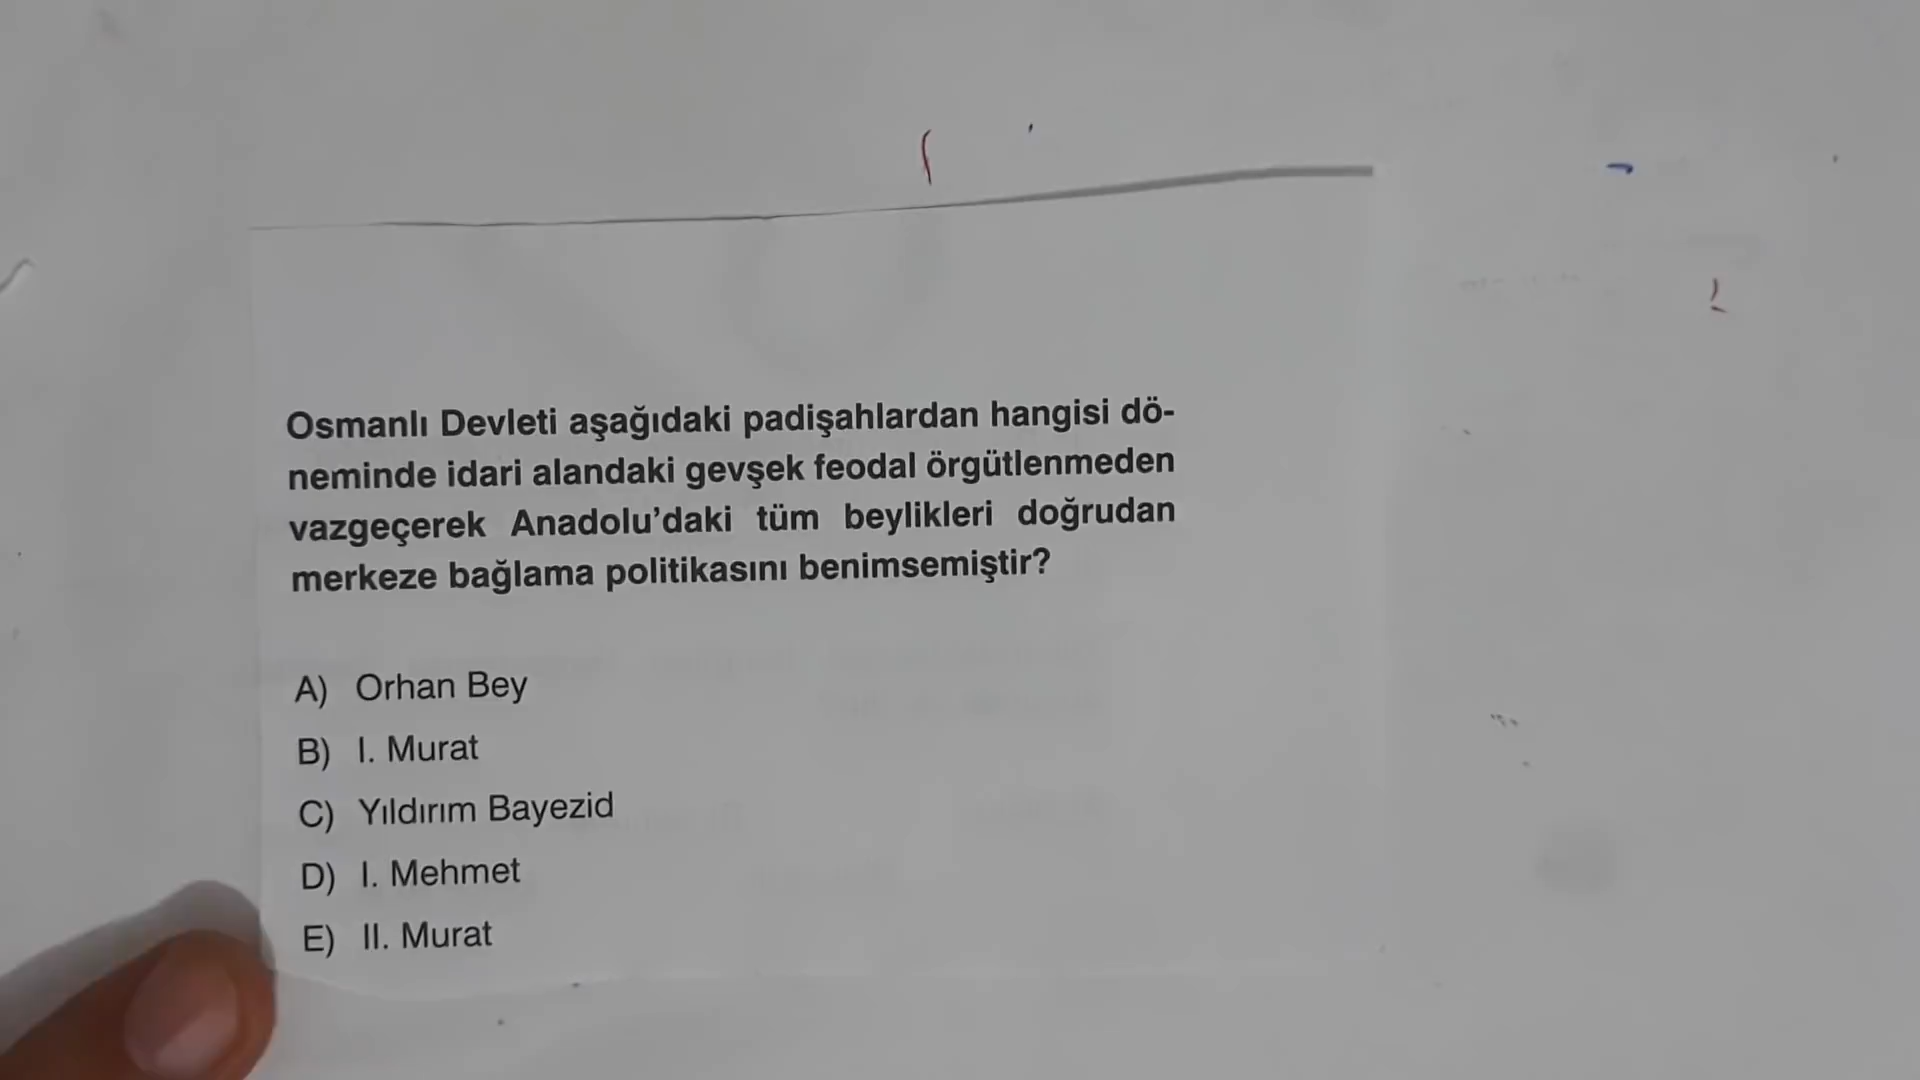 Osmanlı Devleti aşağıdaki padişahlardan hangisi dö-
neminde idari alandaki gevşek feodal örgütlenmeden
vazgeçerek Anadolu'daki tüm beylikleri doğrudan
merkeze bağlama politikasını benimsemiştir?
A) Orhan Bey
B) I. Murat
C) Yıldırım Bayezid
D) I. Mehmet
E) II. Murat